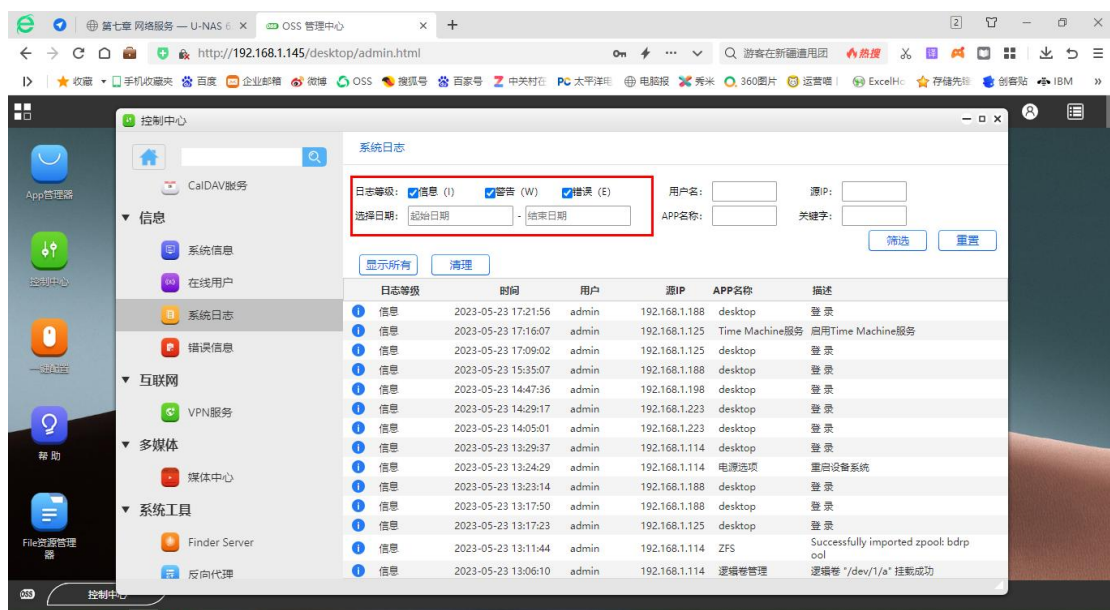 第七章 网络服务 — U-NAS 6
OSS 管理中心
2
http://192.168.1.145/desktop/admin.html
游客在新疆遭甩团
热搜
收藏
手机收藏夹
百度
企业邮箱
微博
OSS
搜狐号
百家号
中关村在
PC 太平洋电
电脑报
秀米
360图片
运营喵
ExcelHo
存储先锋
创客贴
IBM
控制中心
App管理器
控制中心
一键配置
帮 助
File资源管理
器
CalDAV服务
信息
系统信息
在线用户
系统日志
错误信息
互联网
VPN服务
多媒体
媒体中心
系统工具
Finder Server
反向代理
系统日志
日志等级: 信息 (I) 警告 (W) 错误 (E) 用户名: 源IP:
选择日期: 起始日期 - 结束日期 APP名称: 关键字:
筛选 重置
显示所有 清理
日志等级 时间 用户 源IP APP名称 描述
信息 2023-05-23 17:21:56 admin 192.168.1.188 desktop 登 录
信息 2023-05-23 17:16:07 admin 192.168.1.125 Time Machine服务 启用Time Machine服务
信息 2023-05-23 17:09:02 admin 192.168.1.125 desktop 登 录
信息 2023-05-23 15:35:07 admin 192.168.1.188 desktop 登 录
信息 2023-05-23 14:47:36 admin 192.168.1.198 desktop 登 录
信息 2023-05-23 14:29:17 admin 192.168.1.223 desktop 登 录
信息 2023-05-23 14:05:01 admin 192.168.1.223 desktop 登 录
信息 2023-05-23 13:29:37 admin 192.168.1.114 desktop 登 录
信息 2023-05-23 13:24:29 admin 192.168.1.114 电源选项 重启设备系统
信息 2023-05-23 13:23:14 admin 192.168.1.188 desktop 登 录
信息 2023-05-23 13:17:50 admin 192.168.1.188 desktop 登 录
信息 2023-05-23 13:17:23 admin 192.168.1.125 desktop 登 录
信息 2023-05-23 13:11:44 admin 192.168.1.114 ZFS Successfully imported zpool: bdrp
ool
信息 2023-05-23 13:06:10 admin 192.168.1.114 逻辑卷管理 逻辑卷 "/dev/1/a" 挂载成功
OSS
控制中心